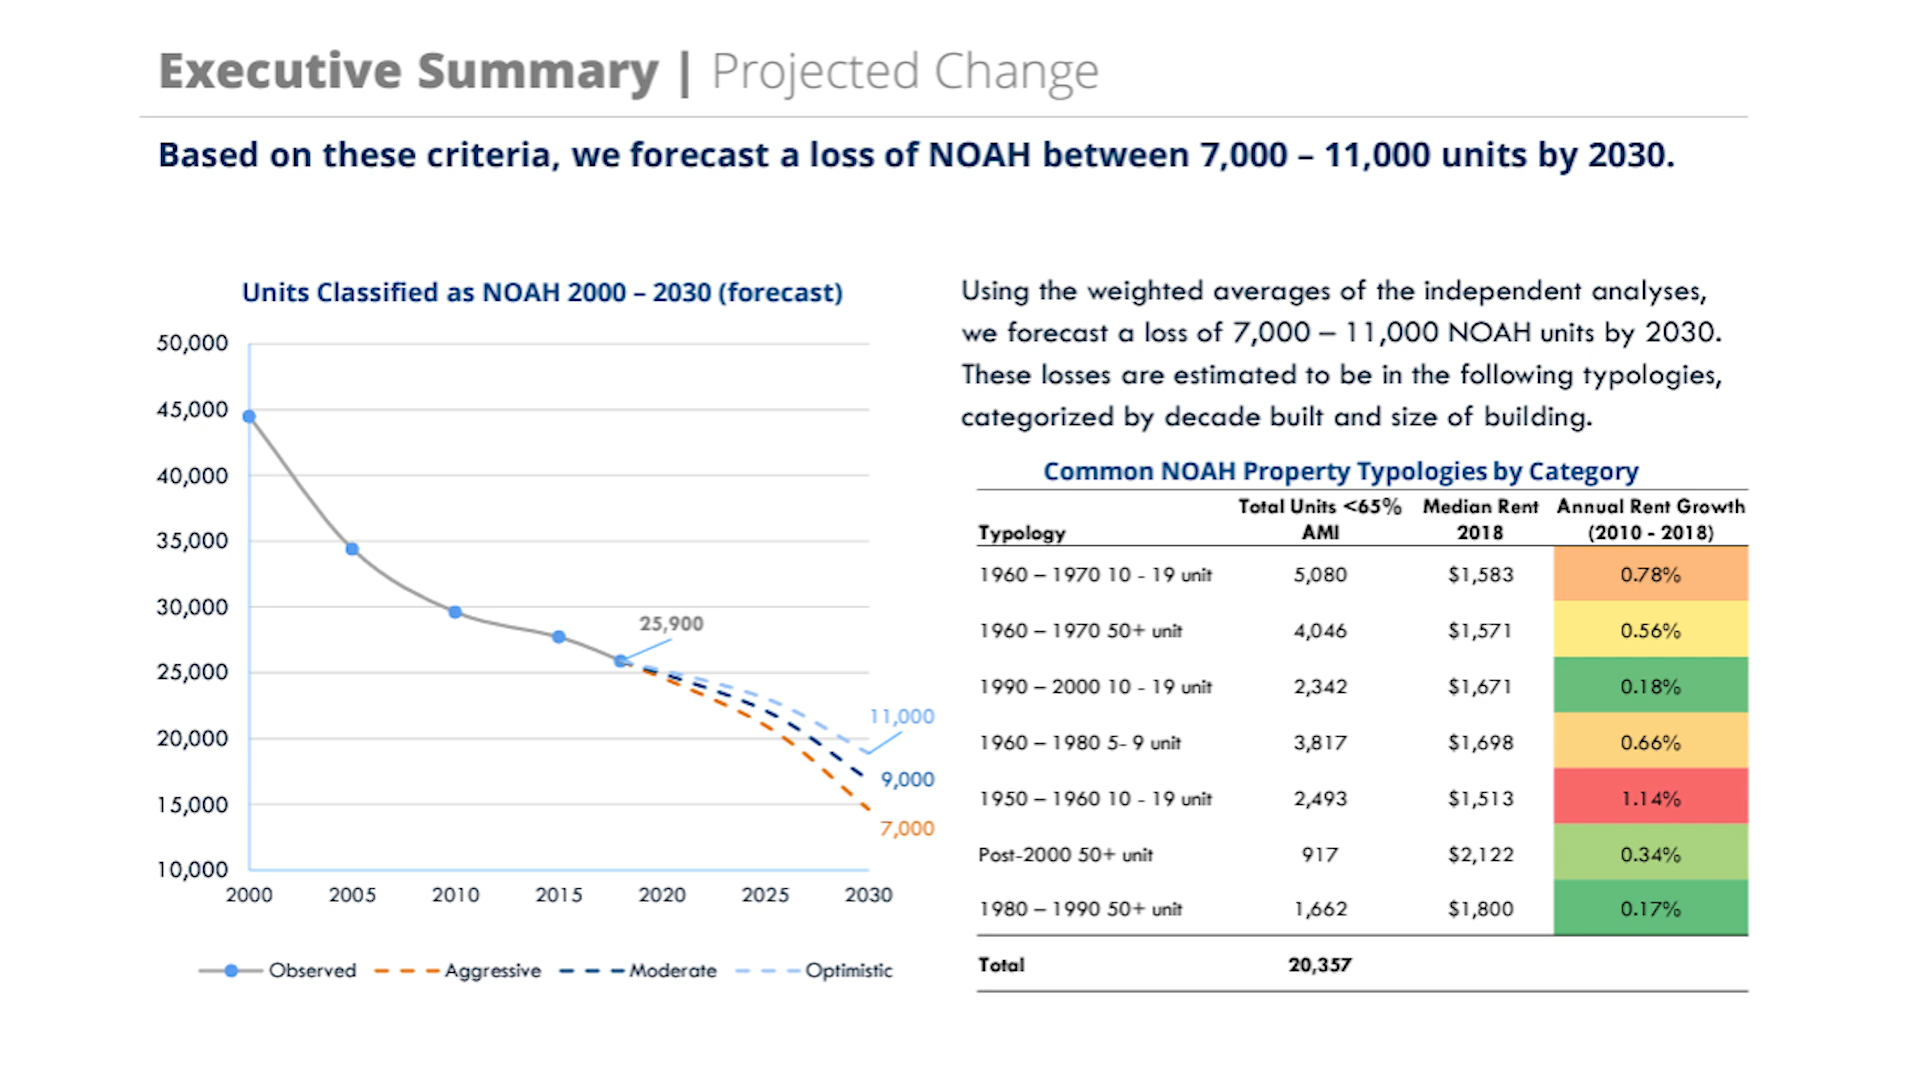 Executive Summary | Projected Change
Based on these criteria, we forecast a loss of NOAH between 7,000 – 11,000 units by 2030.
Units Classified as NOAH 2000 – 2030 (forecast)
50,000
45,000
40,000
35,000
30,000
25,000
20,000
15,000
10,000
25,900
11,000
9,000
7,000
2000 2005 2010 2015 2020 2025 2030
Observed Aggressive Moderate Optimistic
Using the weighted averages of the independent analyses,
we forecast a loss of 7,000 – 11,000 NOAH units by 2030.
These losses are estimated to be in the following typologies,
categorized by decade built and size of building.
Common NOAH Property Typologies by Category
Total Units <65% Median Rent Annual Rent Growth
Typology AMI 2018 (2010 - 2018)
1960 – 1970 10 - 19 unit 5,080 $1,583 0.78%
1960 – 1970 50+ unit 4,046 $1,571 0.56%
1990 – 2000 10 - 19 unit 2,342 $1,671 0.18%
1960 – 1980 5- 9 unit 3,817 $1,698 0.66%
1950 – 1960 10 - 19 unit 2,493 $1,513 1.14%
Post-2000 50+ unit 917 $2,122 0.34%
1980 – 1990 50+ unit 1,662 $1,800 0.17%
Total 20,357